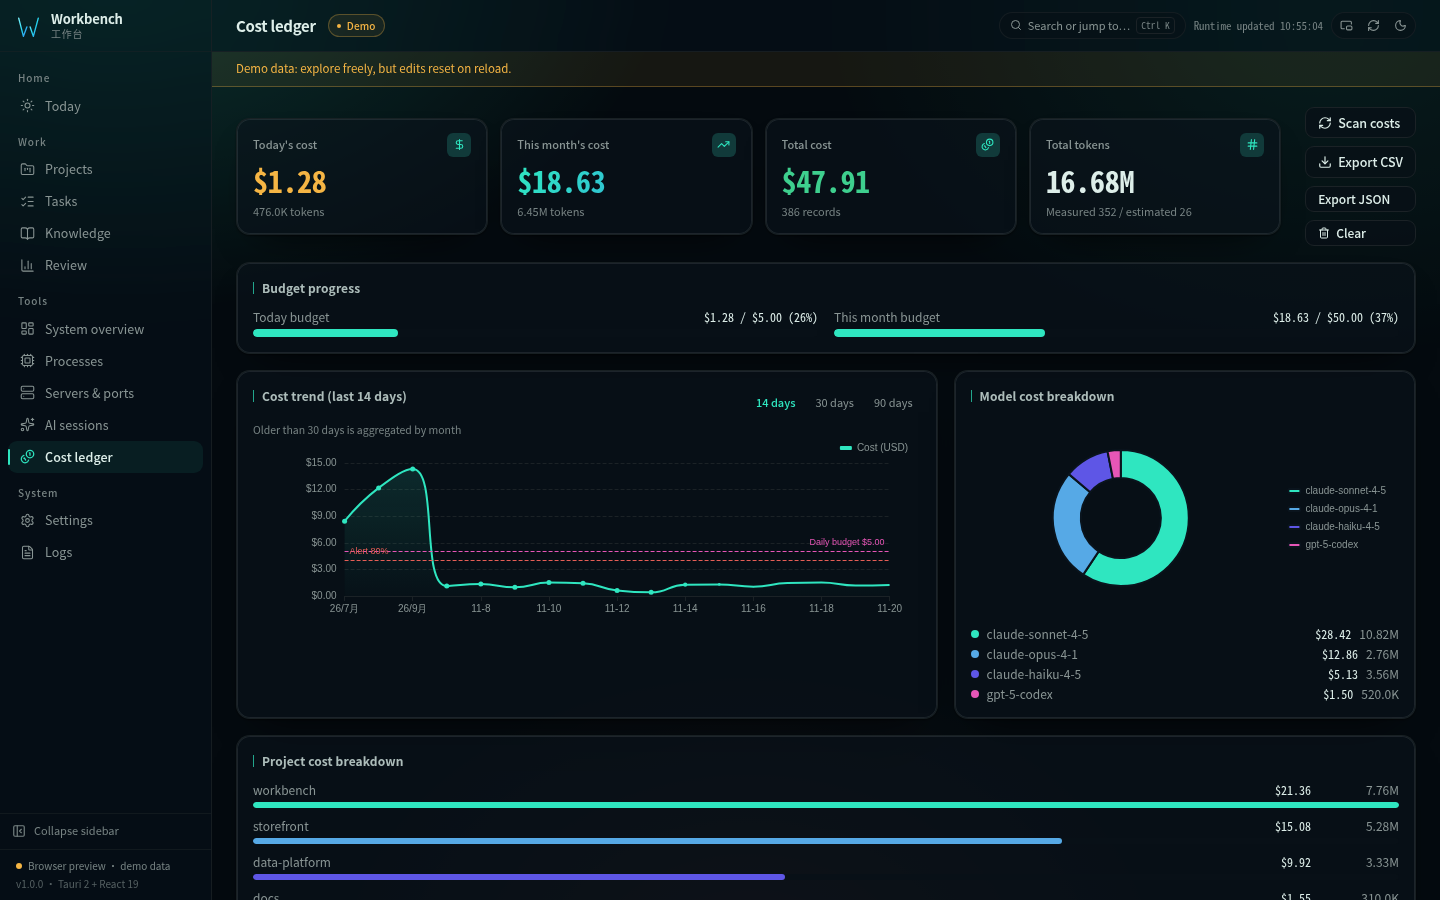 Workbench
工作台
Home
Today
Work
Projects
Tasks
Knowledge
Review
Tools
System overview
Processes
Servers & ports
AI sessions
Cost ledger
System
Settings
Logs
Collapse sidebar
Browser preview • demo data
v1.0.0 • Tauri 2 + React 19
Cost ledger
Demo
Search or jump to… Ctrl K
Runtime updated 10:55:04
Demo data: explore freely, but edits reset on reload.
Today's cost
$1.28
476.0K tokens
This month's cost
$18.63
6.45M tokens
Total cost
$47.91
386 records
Total tokens
16.68M
Measured 352 / estimated 26
Scan costs
Export CSV
Export JSON
Clear
Budget progress
Today budget $1.28 / $5.00 (26%)
This month budget $18.63 / $50.00 (37%)
Cost trend (last 14 days)
14 days 30 days 90 days
Older than 30 days is aggregated by month
Cost (USD)
$15.00
$12.00
$9.00
$6.00
$3.00
$0.00
Daily budget $5.00
Alert 80%
26/7月 26/9月 11-8 11-10 11-12 11-14 11-16 11-18 11-20
Model cost breakdown
claude-sonnet-4-5
claude-opus-4-1
claude-haiku-4-5
gpt-5-codex
claude-sonnet-4-5 $28.42 10.82M
claude-opus-4-1 $12.86 2.76M
claude-haiku-4-5 $5.13 3.56M
gpt-5-codex $1.50 520.0K
Project cost breakdown
workbench $21.36 7.76M
storefront $15.08 5.28M
data-platform $9.92 3.33M
docs $1.55 310.0K